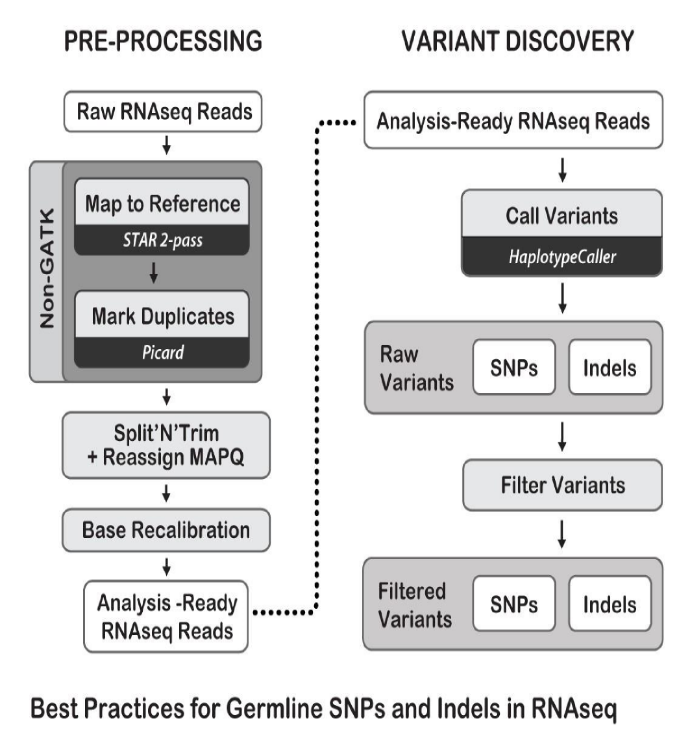 PRE-PROCESSING
Raw RNAseq Reads
Non-GATK
Map to Reference
STAR 2-pass
Mark Duplicates
Picard
Split'N'Trim
+ Reassign MAPQ
Base Recalibration
Analysis -Ready
RNAseq Reads
VARIANT DISCOVERY
Analysis-Ready RNAseq Reads
Call Variants
HaplotypeCaller
Raw
Variants
SNPs
Indels
Filter Variants
Filtered
Variants
SNPs
Indels
Best Practices for Germline SNPs and Indels in RNAseq